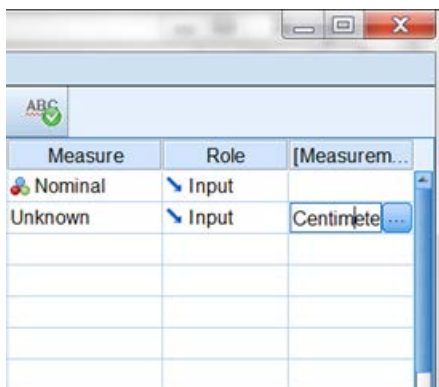 ABC
Measure Role [Measurem...
Nominal Input
Unknown Input Centimete ...